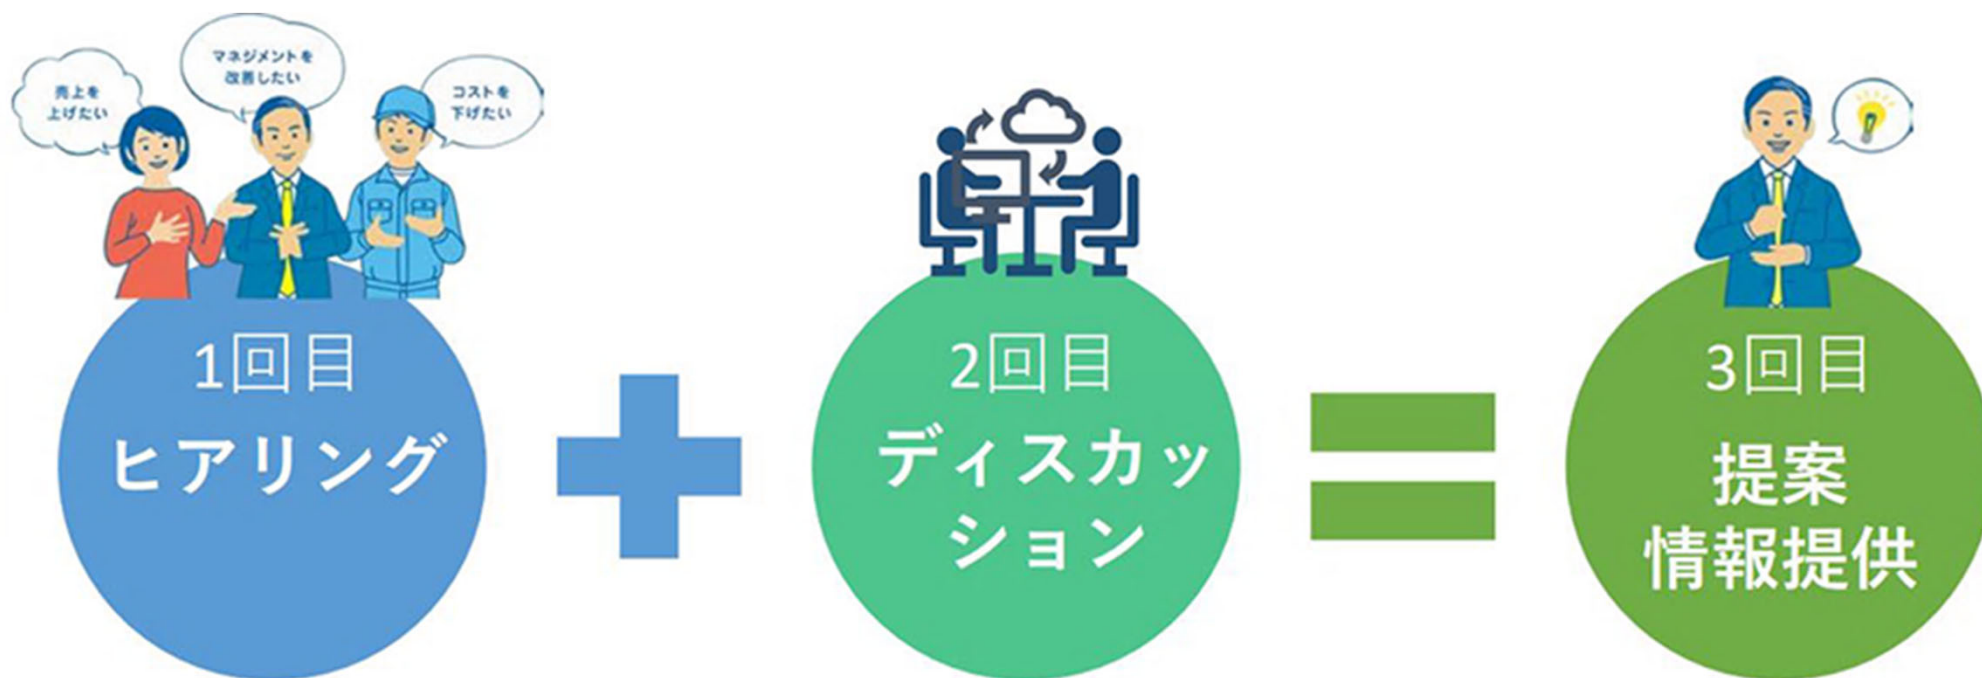 売上を
上げたい
マネジメントを
改善したい
コストを
下げたい
1回目
ヒアリング
2回目
ディスカッ
ション
3回目
提案
情報提供